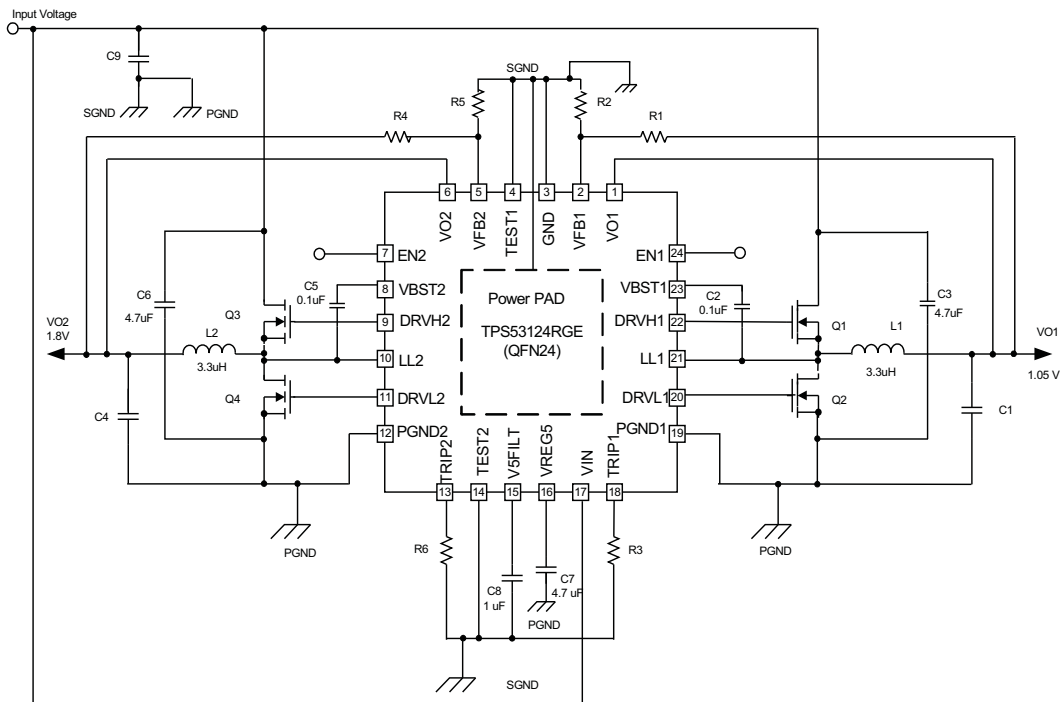 Input Voltage
C9
SGND
PGND
SGND
R5
R2
R4
R1
6
5
4
3
2
1
VO2
VFB2
TEST1
GND
VFB1
VO1
7
EN2
EN1
24
C6
4.7uF
C5
0.1uF
8
VBST2
VBST1
23
C2
0.1uF
C3
4.7uF
Power PAD
TPS53124RGE
(QFN24)
Q3
9
DRVH2
DRVH1
22
Q1
VO2
1.8V
L2
3.3uH
10
LL2
LL1
21
L1
3.3uH
VO1
1.05 V
Q4
11
DRVL2
DRVL1
20
Q2
C4
C1
12
PGND2
PGND1
19
TRIP2
TEST2
V5FILT
VREG5
VIN
TRIP1
13
14
15
16
17
18
PGND
PGND
R6
R3
C8
1 uF
C7
4.7 uF
PGND
SGND